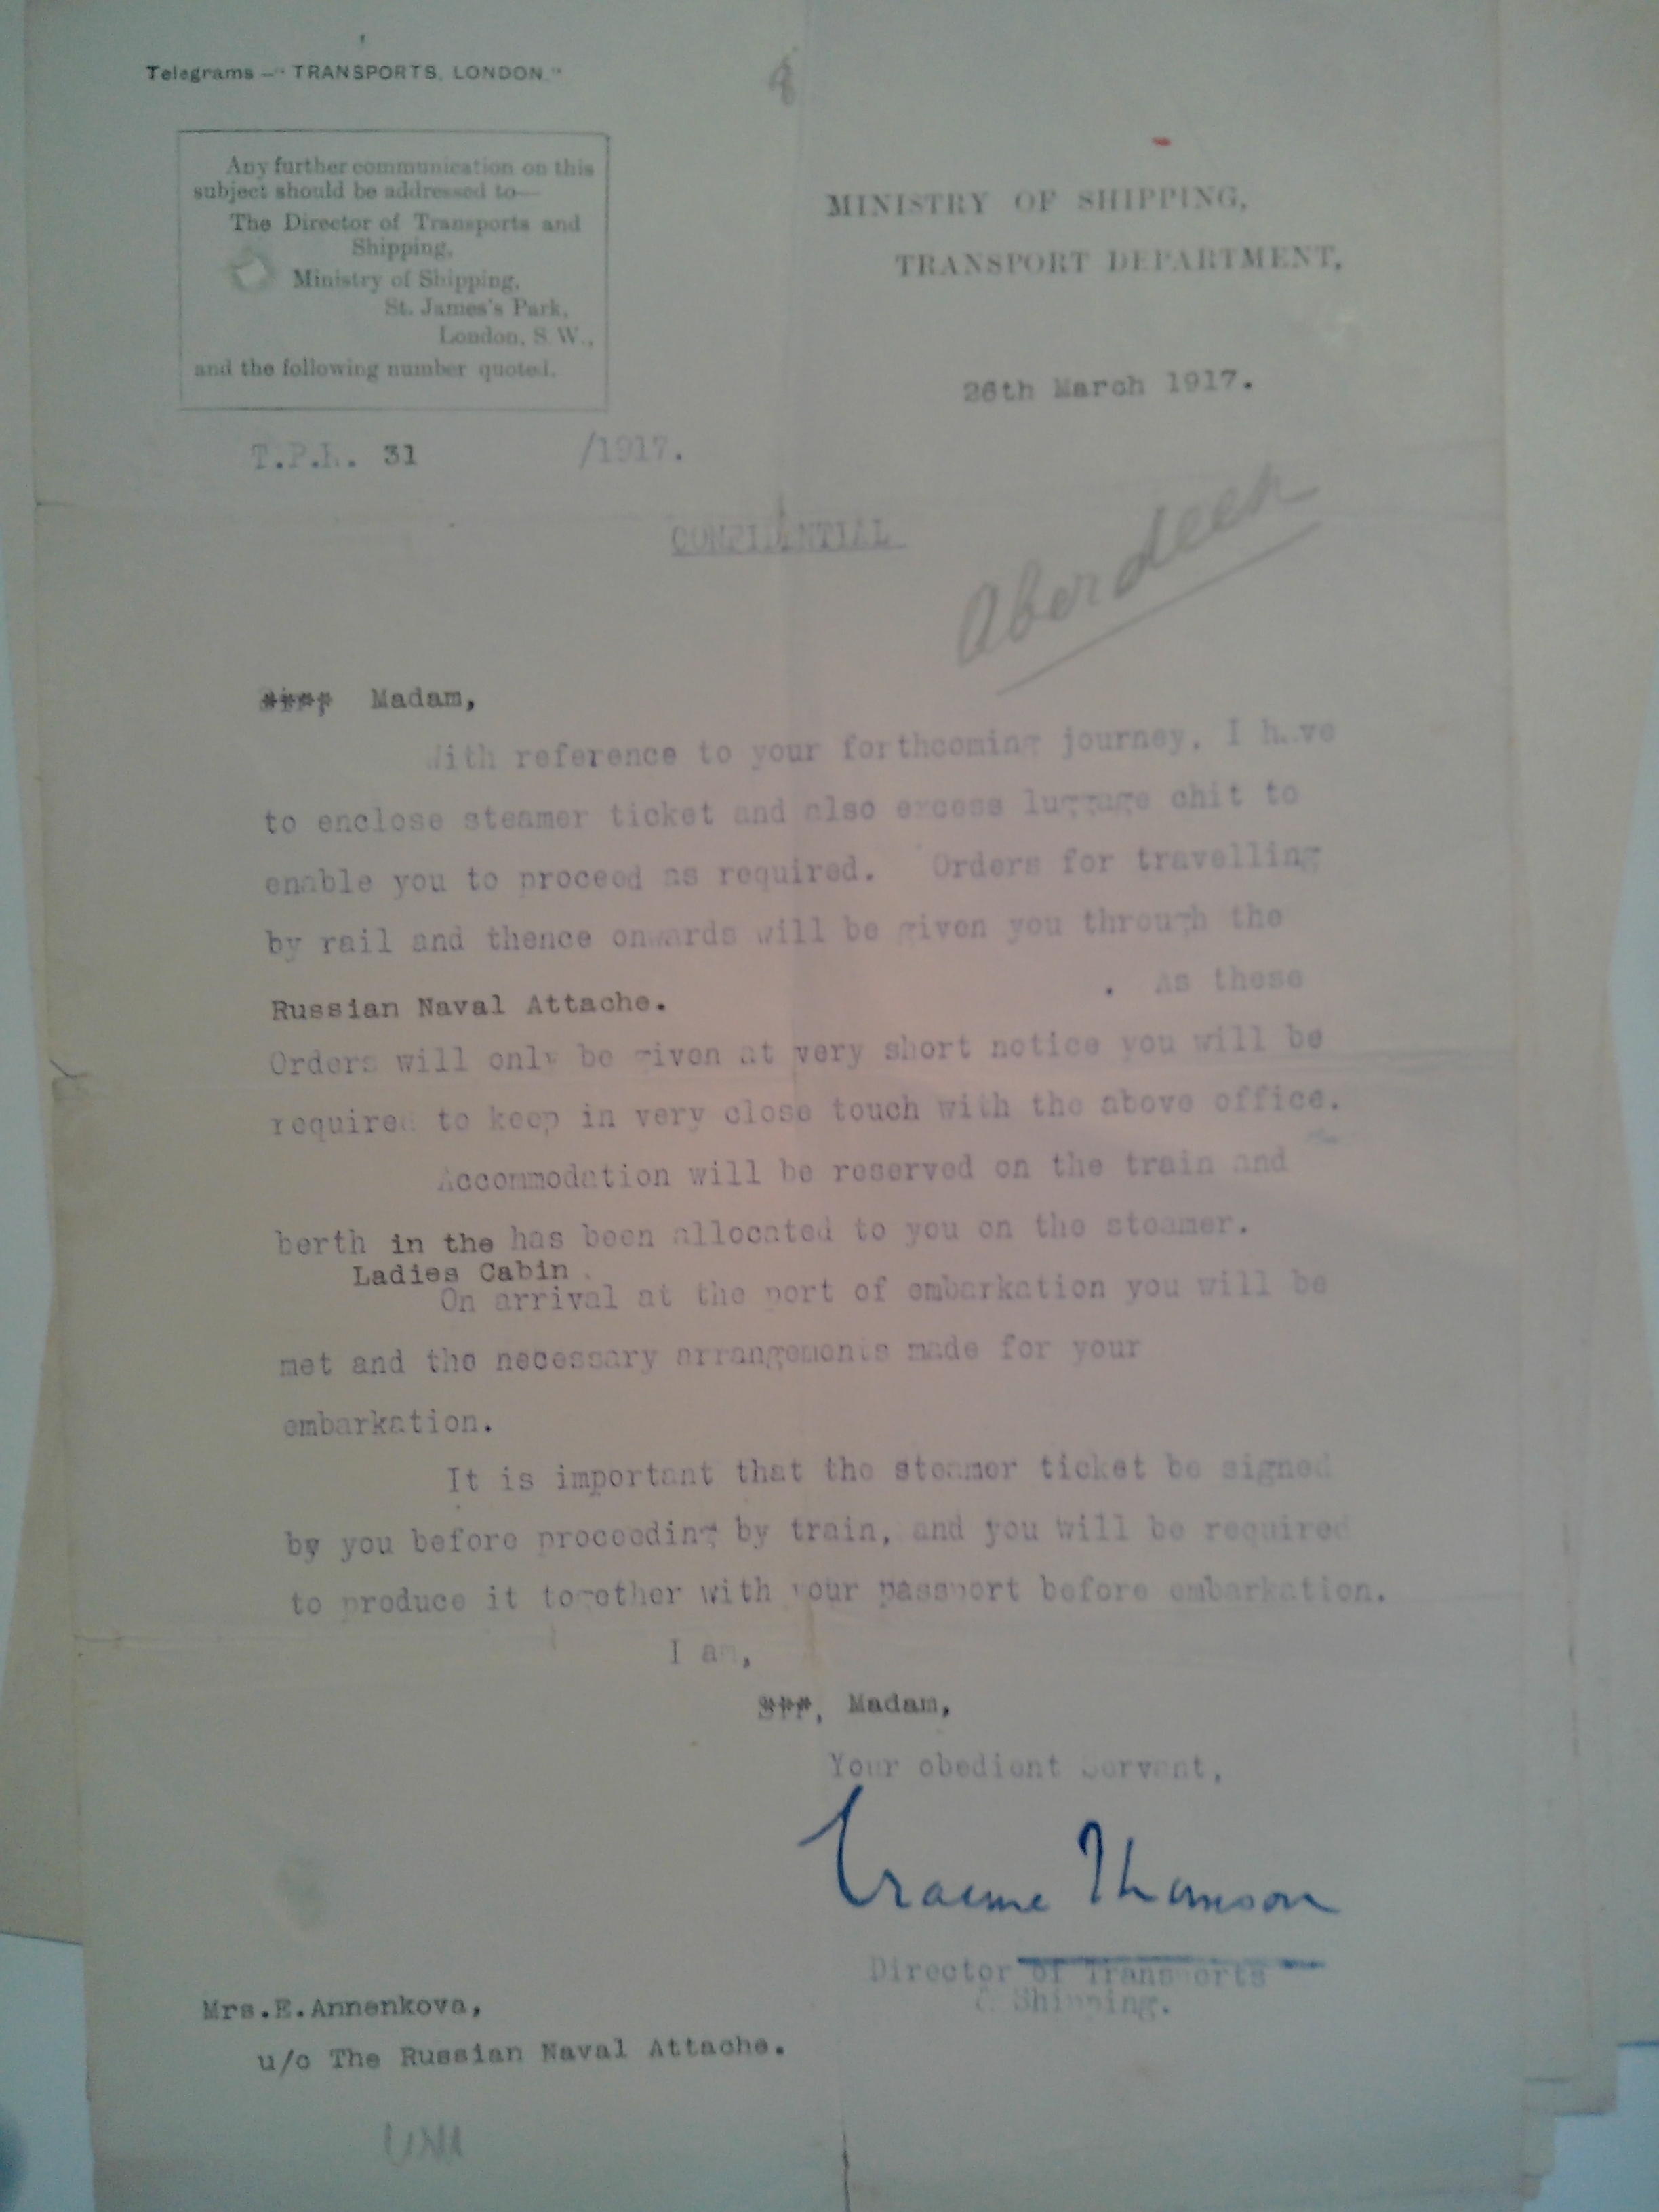 Telegrams —" TRANSPORTS, LONDON."
Any further communication on this
subject should be addressed to—
The Director of Transports and
Shipping,
Ministry of Shipping,
St. James's Park,
London, S.W.,
and the following number quoted.
MINISTRY OF SHIPPING,
TRANSPORT DEPARTMENT,
26th March 1917.
31 /1917.
CONFIDENTIAL
Aberdeen
Madam,
With reference to your forthcoming journey, I have
to enclose steamer ticket and also excess luggage chit to
enable you to proceed as required. Orders for travelling
by rail and thence onwards will be given you through the
Russian Naval Attache. . As these
Orders will only be given at very short notice you will be
required to keep in very close touch with the above office.
Accommodation will be reserved on the train and
berth in the has been allocated to you on the steamer.
Ladies Cabin
On arrival at the port of embarkation you will be
met and the necessary arrangements made for your
embarkation.
It is important that the steamer ticket be signed
by you before proceeding by train, and you will be required
to produce it together with your passport before embarkation.
I am,
Madam,
Your obedient Servant,
Graeme Thomson
Director of Transports
& Shipping.
Mrs.E.Annenkova,
u/c The Russian Naval Attache.